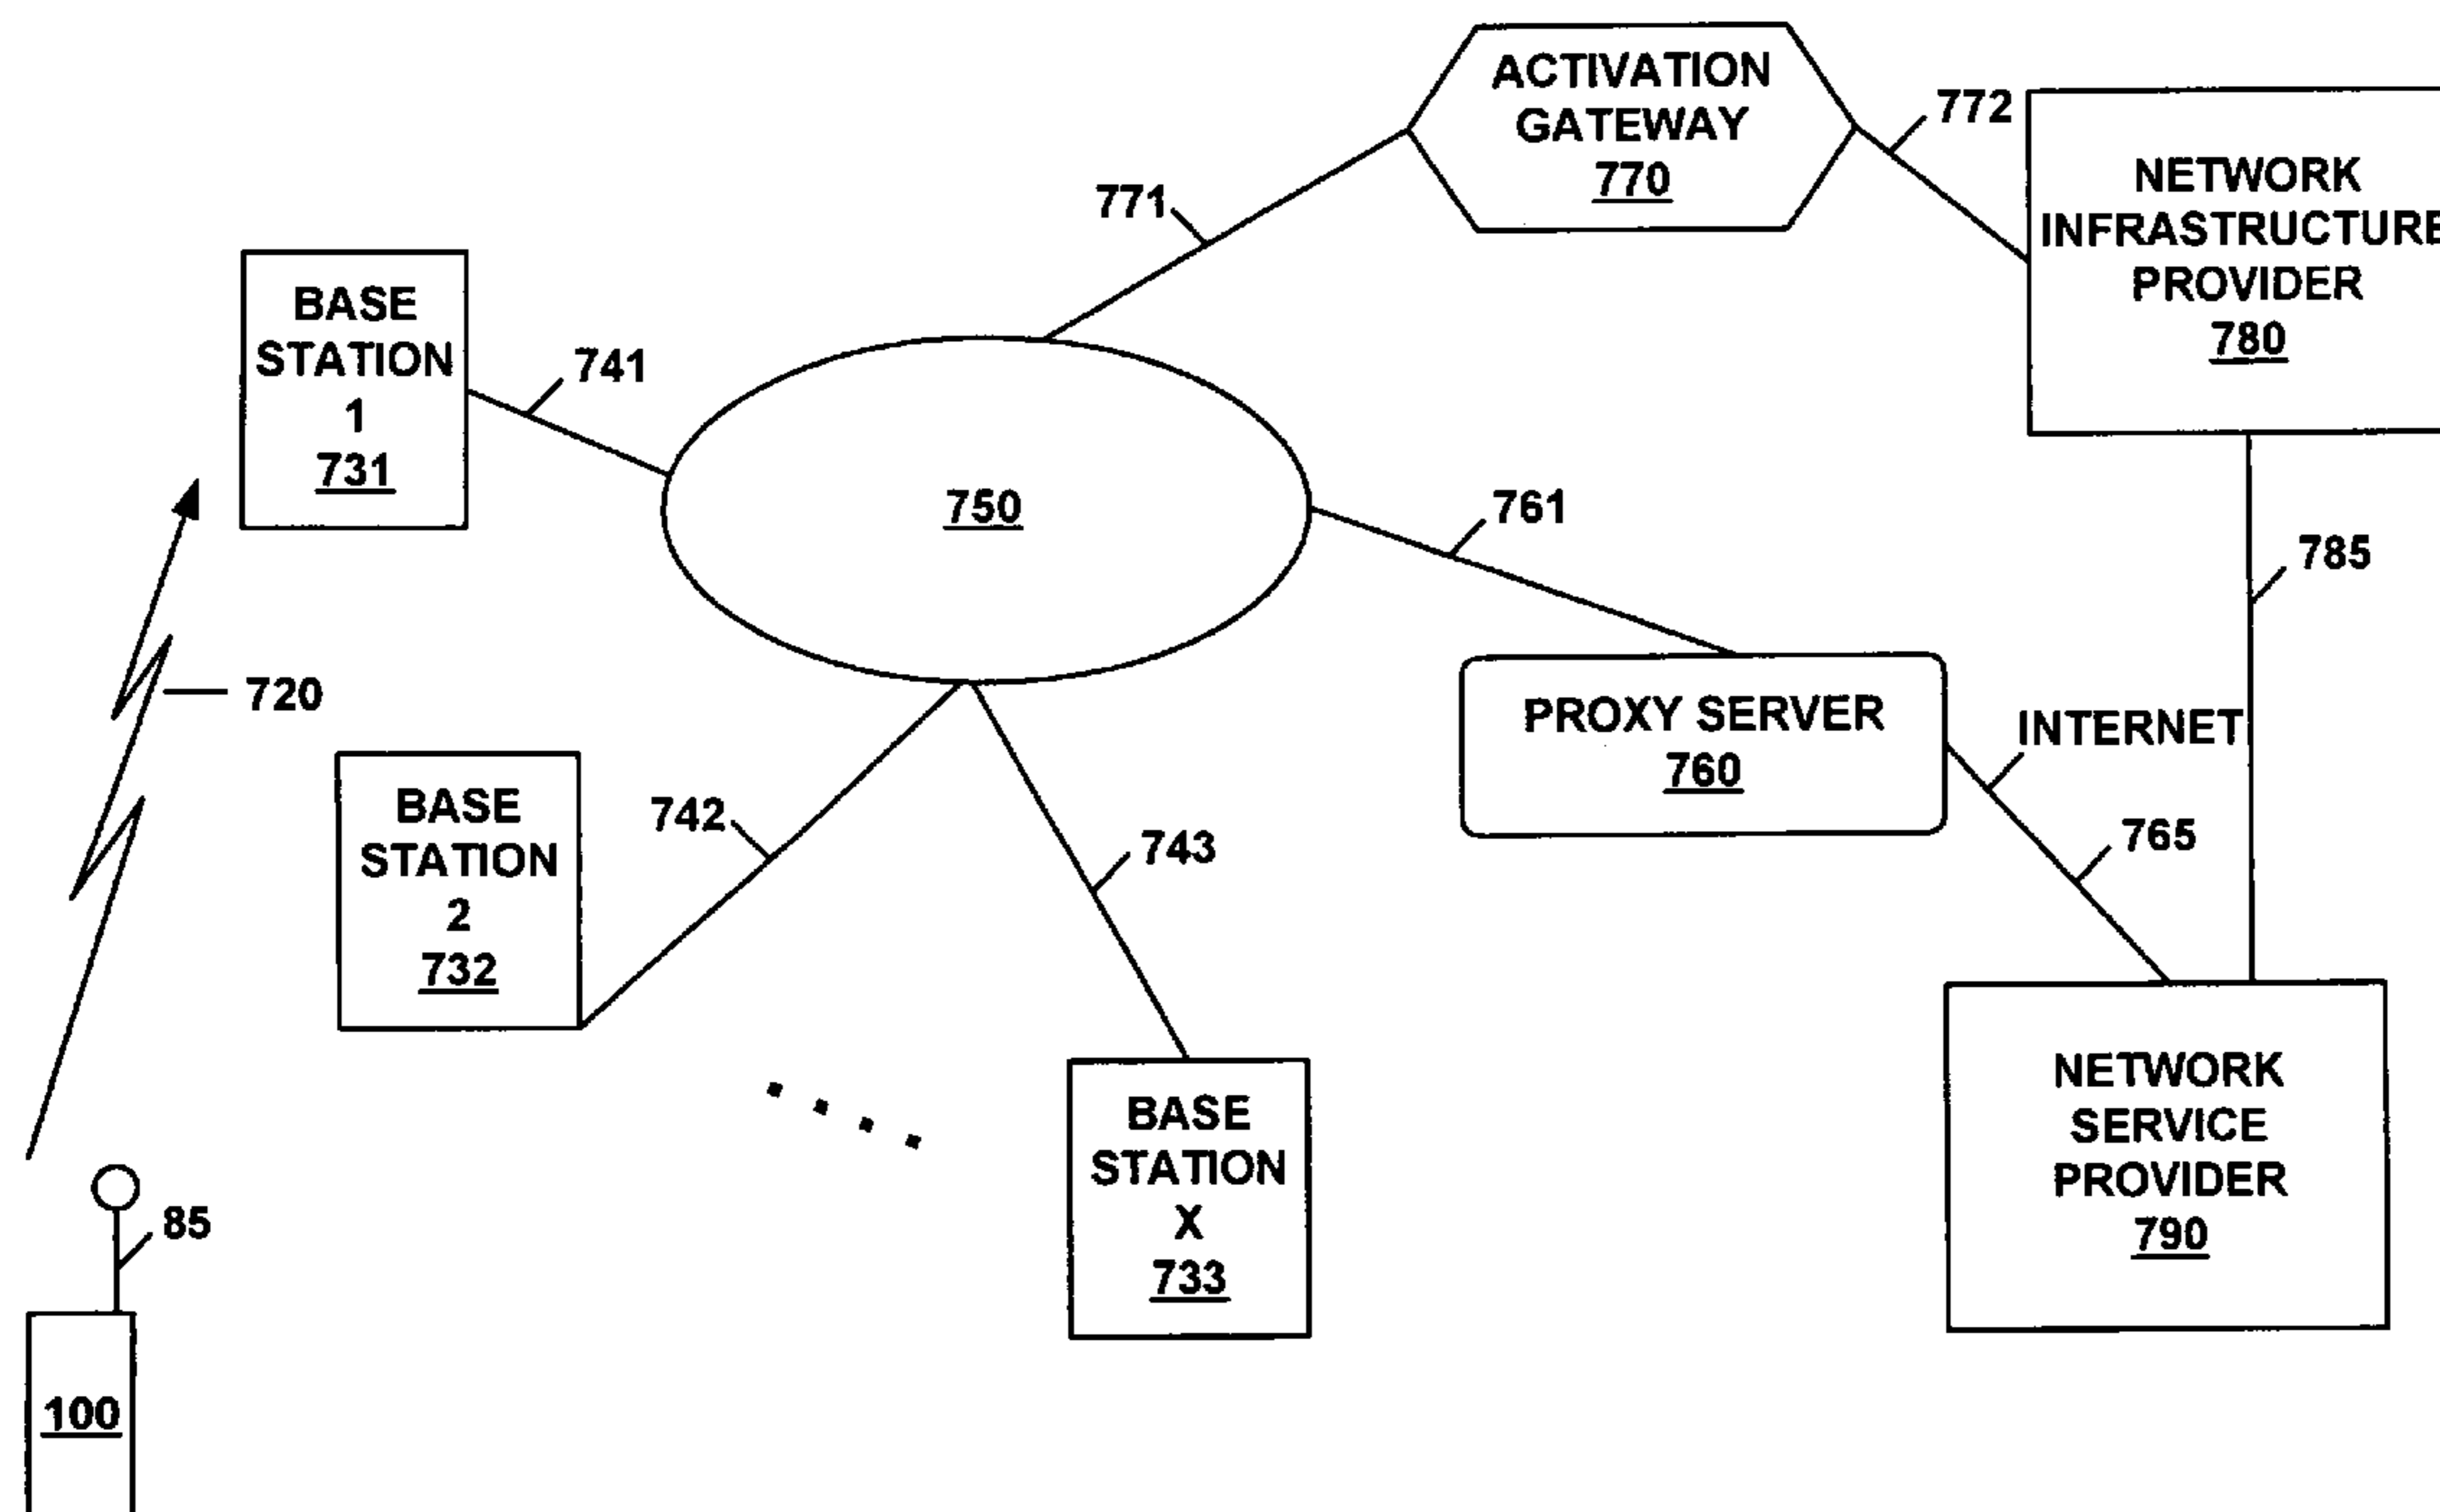 ACTIVATION
GATEWAY
770
772
NETWORK
INFRASTRUCTURE
PROVIDER
780
771
BASE
STATION
1
731
741
750
761
785
720
PROXY SERVER
760
INTERNET
765
BASE
STATION
2
732
742
743
BASE
STATION
X
733
NETWORK
SERVICE
PROVIDER
790
85
100